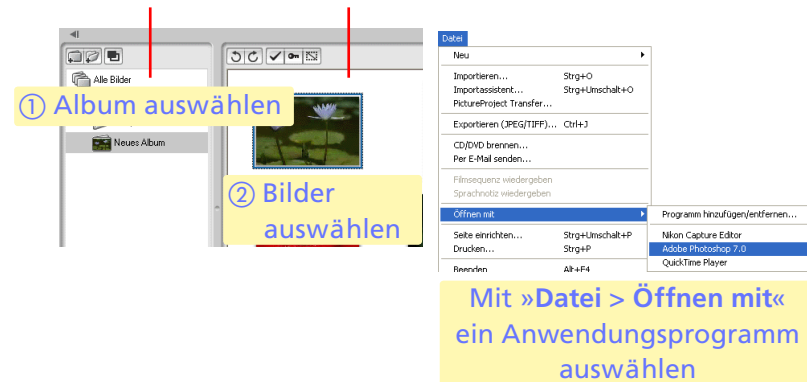 Alle Bilder
① Album auswählen
Neues Album
② Bilder
auswählen
Datei
Neu
Importieren... Strg+O
Importassistent... Strg+Umschalt+O
PictureProject Transfer...
Exportieren (JPEG/TIFF)... Ctrl+J
CD/DVD brennen...
Per E-Mail senden...
Filmsequenz wiedergeben
Sprachnotiz wiedergeben
Öffnen mit
Seite einrichten... Strg+Umschalt+P
Drucken... Strg+P
Beenden Alt+F4
Programm hinzufügen/entfernen...
Nikon Capture Editor
Adobe Photoshop 7.0
QuickTime Player
Mit »Datei > Öffnen mit«
ein Anwendungsprogramm
auswählen